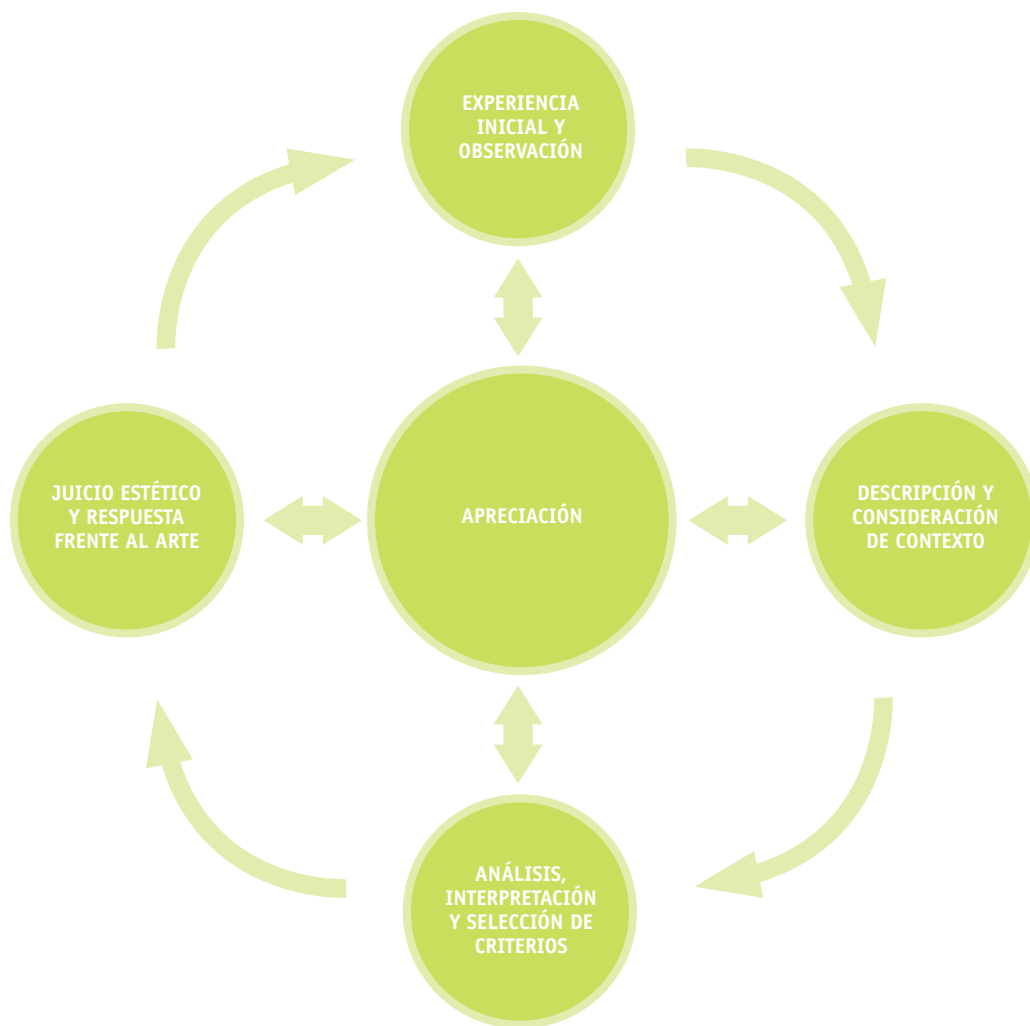 EXPERIENCIA
INICIAL Y
OBSERVACIÓN
JUICIO ESTÉTICO
Y RESPUESTA
FRENTE AL ARTE
APRECIACIÓN
DESCRIPCIÓN Y
CONSIDERACIÓN
DE CONTEXTO
ANÁLISIS,
INTERPRETACIÓN
Y SELECCIÓN DE
CRITERIOS